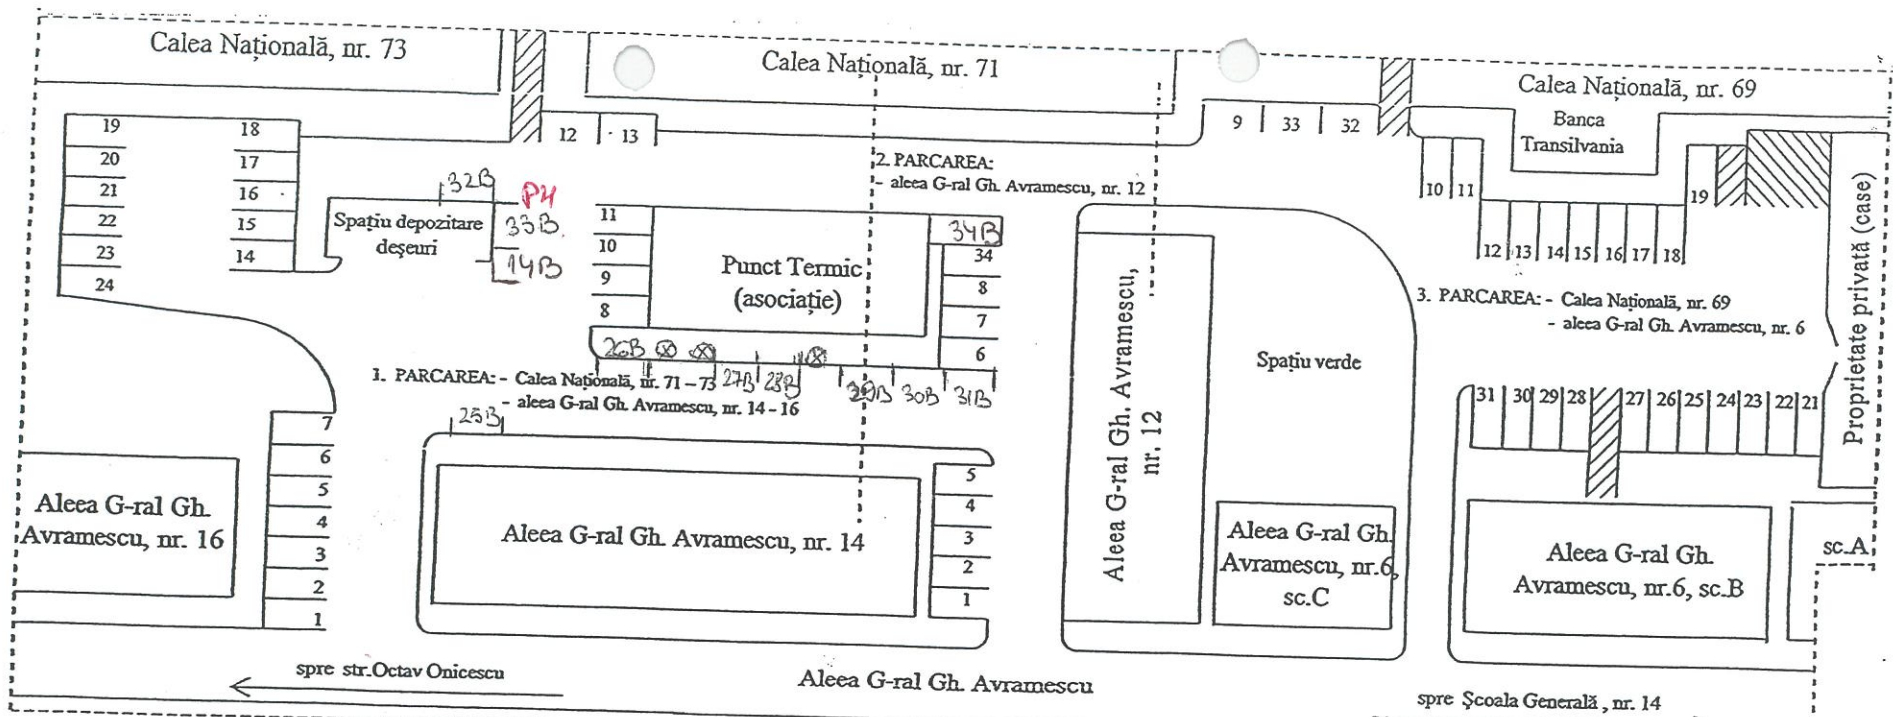 Calea Națională, nr. 73
Calea Națională, nr. 71
Calea Națională, nr. 69
Banca
Transilvania
19
20
21
22
23
24
18
17
16
15
14
12
13
9
33
32
10
11
19
12
13
14
15
16
17
18
2. PARCAREA:
- aleea G-ral Gh. Avramescu, nr. 12
32B
P4
33B
14B
Spațiu depozitare
deșeuri
11
10
9
8
Punct Termic
(asociație)
34B
34
8
7
6
26B
27B
28B
29B
30B
31B
1. PARCAREA: - Calea Națională, nr. 71 – 73
- aleea G-ral Gh. Avramescu, nr. 14 - 16
25B
Aleea G-ral Gh. Avramescu,
nr. 12
Spațiu verde
3. PARCAREA: - Calea Națională, nr. 69
- aleea G-ral Gh. Avramescu, nr. 6
Proprietate privată (case)
31
30
29
28
27
26
25
24
23
22
21
7
6
5
4
3
2
1
Aleea G-ral Gh.
Avramescu, nr. 16
Aleea G-ral Gh. Avramescu, nr. 14
5
4
3
2
1
Aleea G-ral Gh.
Avramescu, nr.6,
sc.C
Aleea G-ral Gh.
Avramescu, nr.6, sc.B
sc.A
spre str.Octav Onicescu
Aleea G-ral Gh. Avramescu
spre Școala Generală , nr. 14